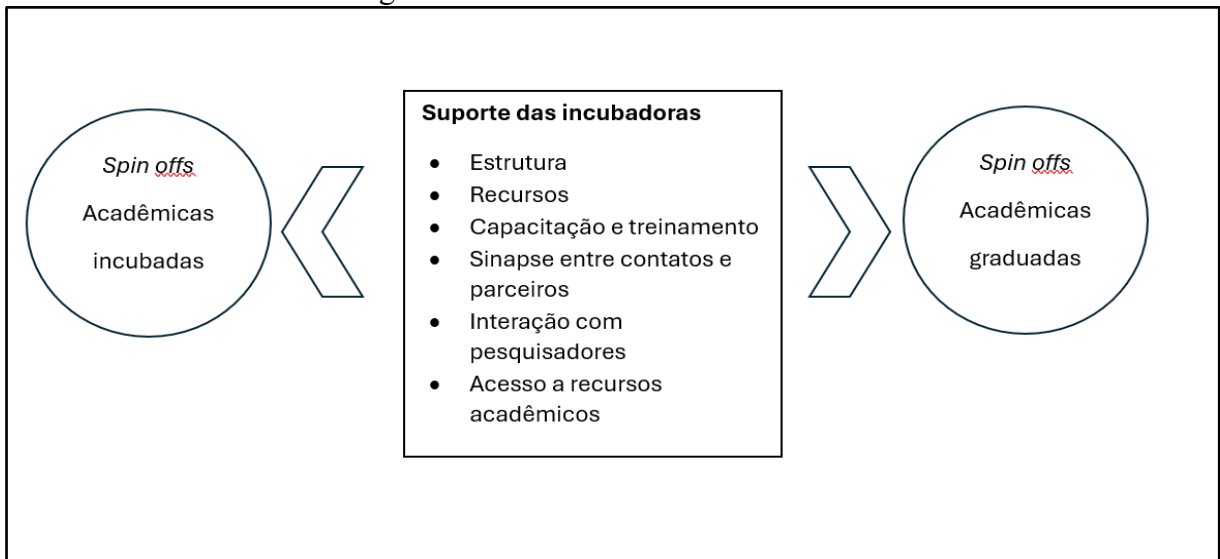 Spin offs
Acadêmicas
incubadas
Suporte das incubadoras
● Estrutura
● Recursos
● Capacitação e treinamento
● Sinapse entre contatos e
parceiros
● Interação com
pesquisadores
● Acesso a recursos
acadêmicos
Spin offs
Acadêmicas
graduadas